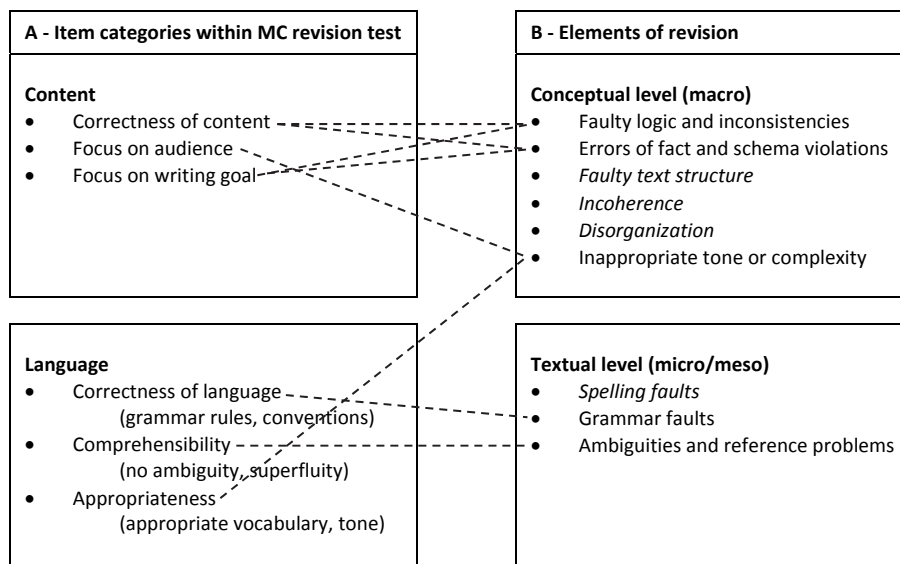 A - Item categories within MC revision test
Content
• Correctness of content
• Focus on audience
• Focus on writing goal
Language
• Correctness of language
(grammar rules, conventions)
• Comprehensibility
(no ambiguity, superfluity)
• Appropriateness
(appropriate vocabulary, tone)
B - Elements of revision
Conceptual level (macro)
• Faulty logic and inconsistencies
• Errors of fact and schema violations
• Faulty text structure
• Incoherence
• Disorganization
• Inappropriate tone or complexity
Textual level (micro/meso)
• Spelling faults
• Grammar faults
• Ambiguities and reference problems